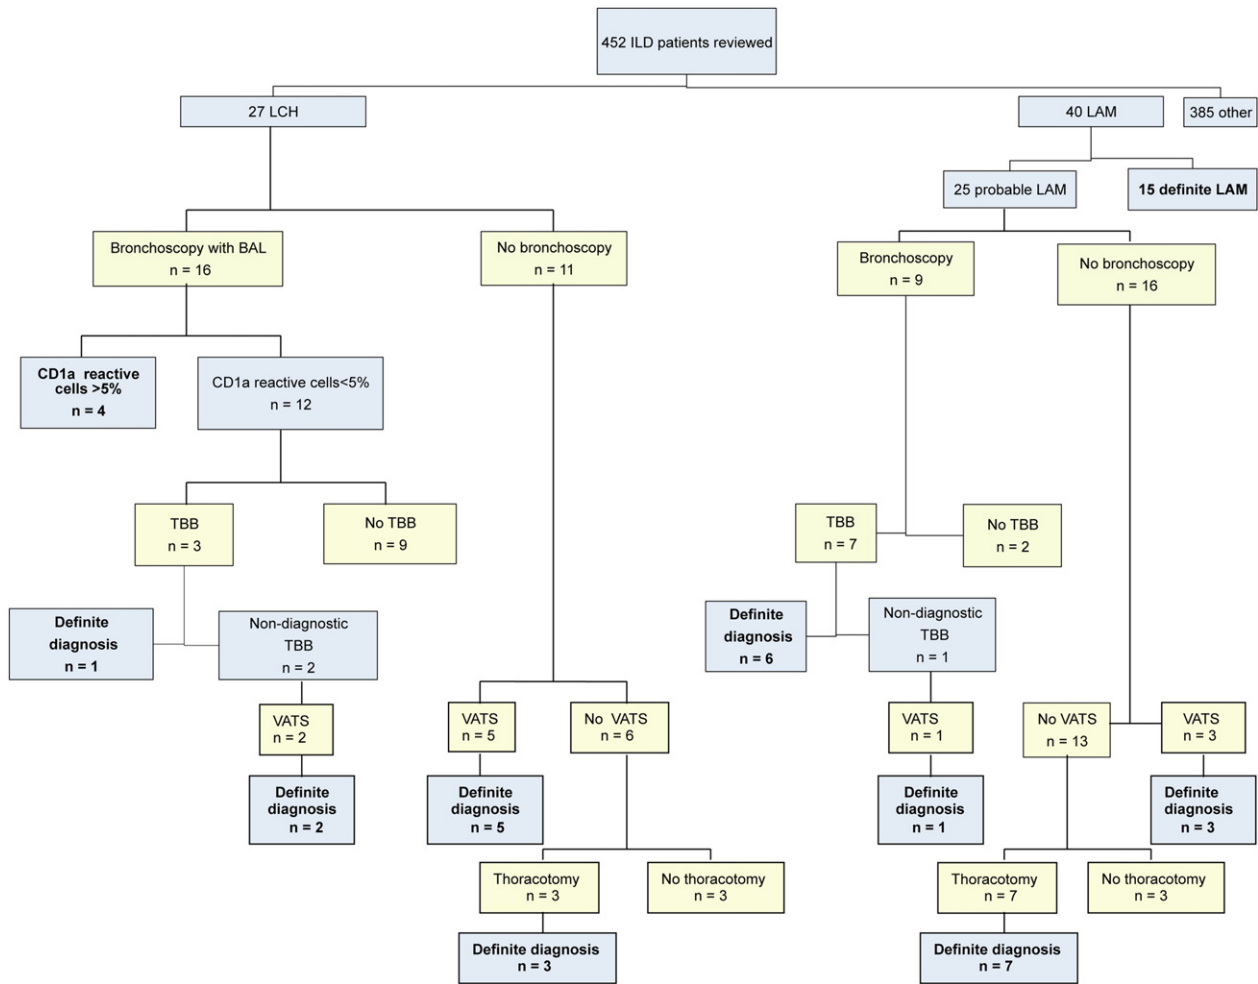 452 ILD patients reviewed
27 LCH
40 LAM
385 other
25 probable LAM
15 definite LAM
Bronchoscopy with BAL
n = 16
No bronchoscopy
n = 11
Bronchoscopy
n = 9
No bronchoscopy
n = 16
CD1a reactive
cells >5%
n = 4
CD1a reactive cells<5%
n = 12
TBB
n = 3
No TBB
n = 9
TBB
n = 7
No TBB
n = 2
Definite
diagnosis
n = 1
Non-diagnostic
TBB
n = 2
Definite
diagnosis
n = 6
Non-diagnostic
TBB
n = 1
VATS
n = 2
VATS
n = 5
No VATS
n = 6
VATS
n = 1
No VATS
n = 13
VATS
n = 3
Definite
diagnosis
n = 2
Definite
diagnosis
n = 5
Definite
diagnosis
n = 1
Definite
diagnosis
n = 3
Thoracotomy
n = 3
No thoracotomy
n = 3
Thoracotomy
n = 7
No thoracotomy
n = 3
Definite diagnosis
n = 3
Definite diagnosis
n = 7